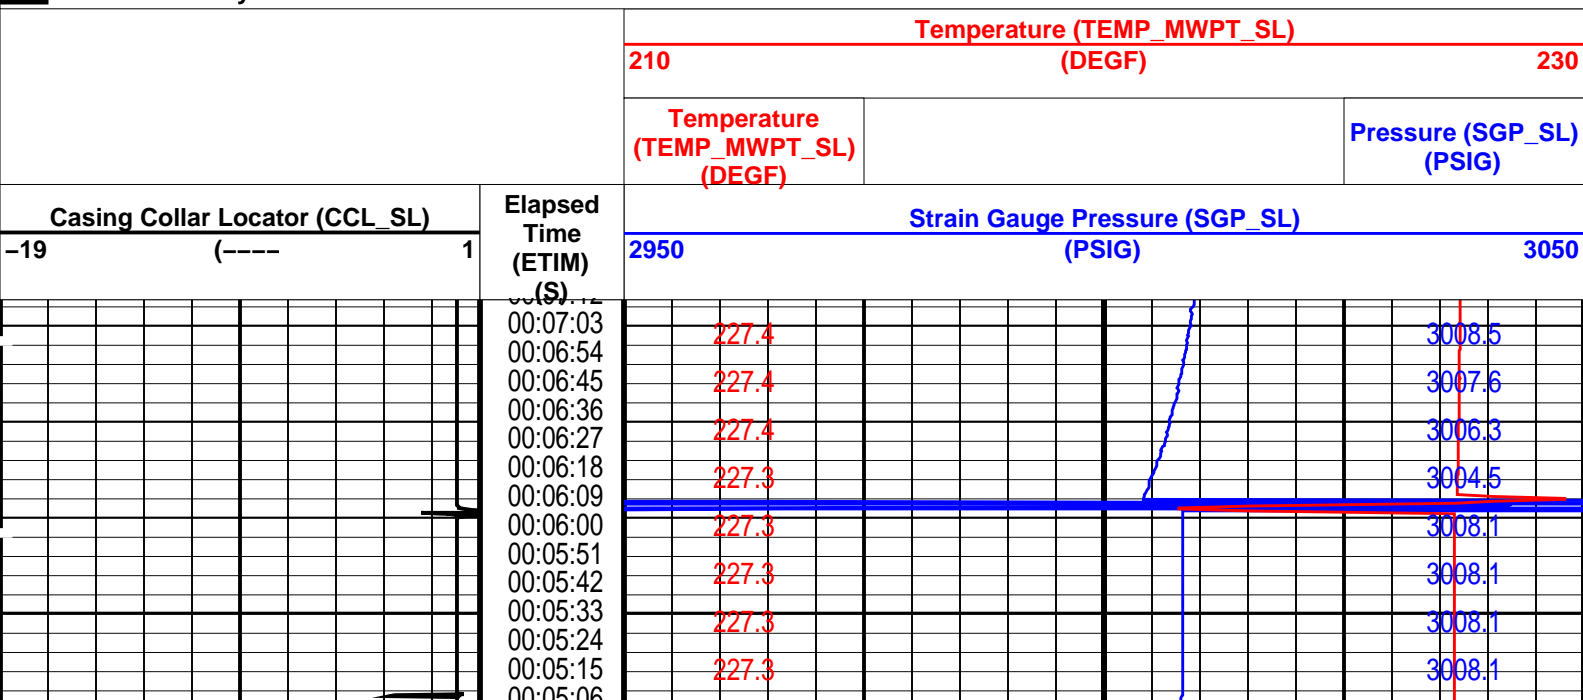 Temperature (TEMP_MWPT_SL)
210 (DEGF) 230
Temperature
(TEMP_MWPT_SL)
(DEGF)
Pressure (SGP_SL)
(PSIG)
Casing Collar Locator (CCL_SL)
−19 (−−−− 1
Elapsed
Time
(ETIM)
(S)
Strain Gauge Pressure (SGP_SL)
2950 (PSIG) 3050
00:07:03
227.4 3008.5
00:06:54
00:06:45
227.4 3007.6
00:06:36
227.4 3006.3
00:06:27
00:06:18
227.3 3004.5
00:06:09
00:06:00
227.3 3008.1
00:05:51
227.3 3008.1
00:05:42
00:05:33
227.3 3008.1
00:05:24
00:05:15
227.3 3008.1
00:05:06